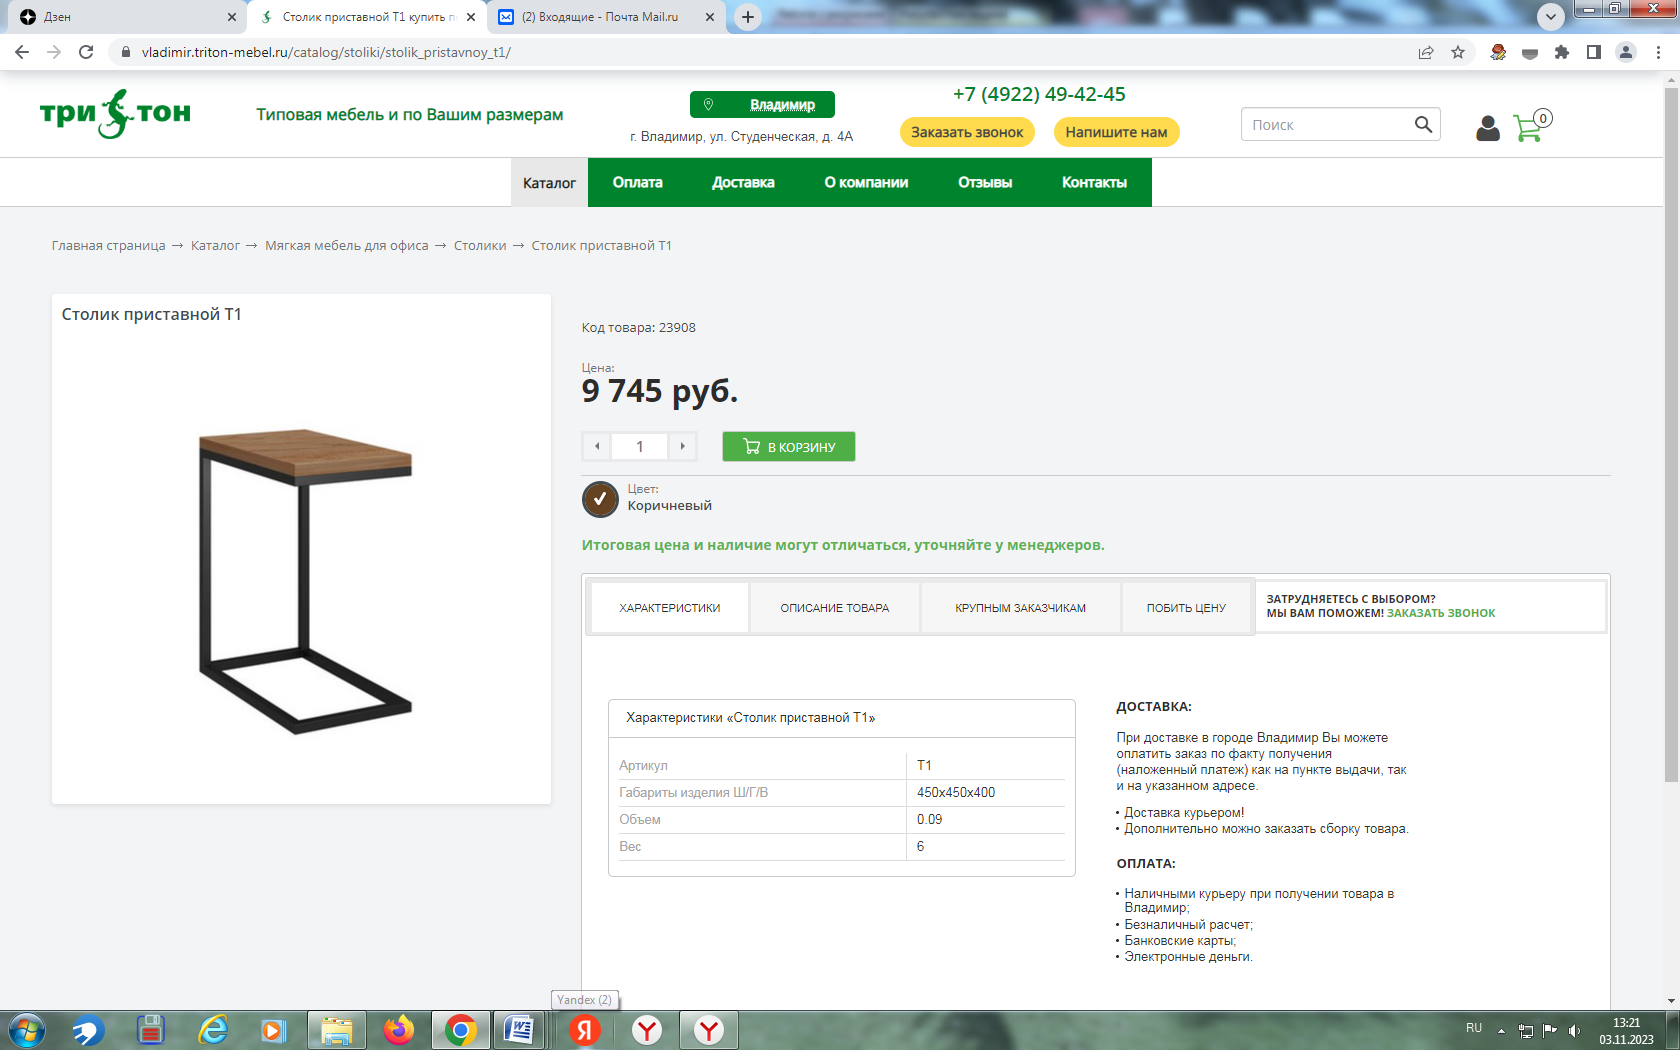 Дзен
Столик приставной Т1 купить п
(2) Входящие - Почта Mail.ru
vladimir.triton-mebel.ru/catalog/stoliki/stolik_pristavnoy_t1/
три тон
Типовая мебель и по Вашим размерам
Владимир
г. Владимир, ул. Студенческая, д. 4А
+7 (4922) 49-42-45
Заказать звонок
Напишите нам
Поиск
0
Каталог
Оплата
Доставка
О компании
Отзывы
Контакты
Главная страница → Каталог → Мягкая мебель для офиса → Столики → Столик приставной Т1
Столик приставной Т1
Код товара: 23908
Цена:
9 745 руб.
1
В КОРЗИНУ
Цвет:
Коричневый
Итоговая цена и наличие могут отличаться, уточняйте у менеджеров.
ХАРАКТЕРИСТИКИ
ОПИСАНИЕ ТОВАРА
КРУПНЫМ ЗАКАЗЧИКАМ
ПОБИТЬ ЦЕНУ
ЗАТРУДНЯЕТЕСЬ С ВЫБОРОМ?
МЫ ВАМ ПОМОЖЕМ! ЗАКАЗАТЬ ЗВОНОК
Характеристики «Столик приставной Т1»
Артикул Т1
Габариты изделия Ш/Г/В 450x450x400
Объем 0.09
Вес 6
ДОСТАВКА:
При доставке в городе Владимир Вы можете
оплатить заказ по факту получения
(наложенный платеж) как на пункте выдачи, так
и на указанном адресе.
• Доставка курьером!
• Дополнительно можно заказать сборку товара.
ОПЛАТА:
• Наличными курьеру при получении товара в
Владимир;
• Безналичный расчет;
• Банковские карты;
• Электронные деньги.
Yandex (2)
RU
13:21
03.11.2023